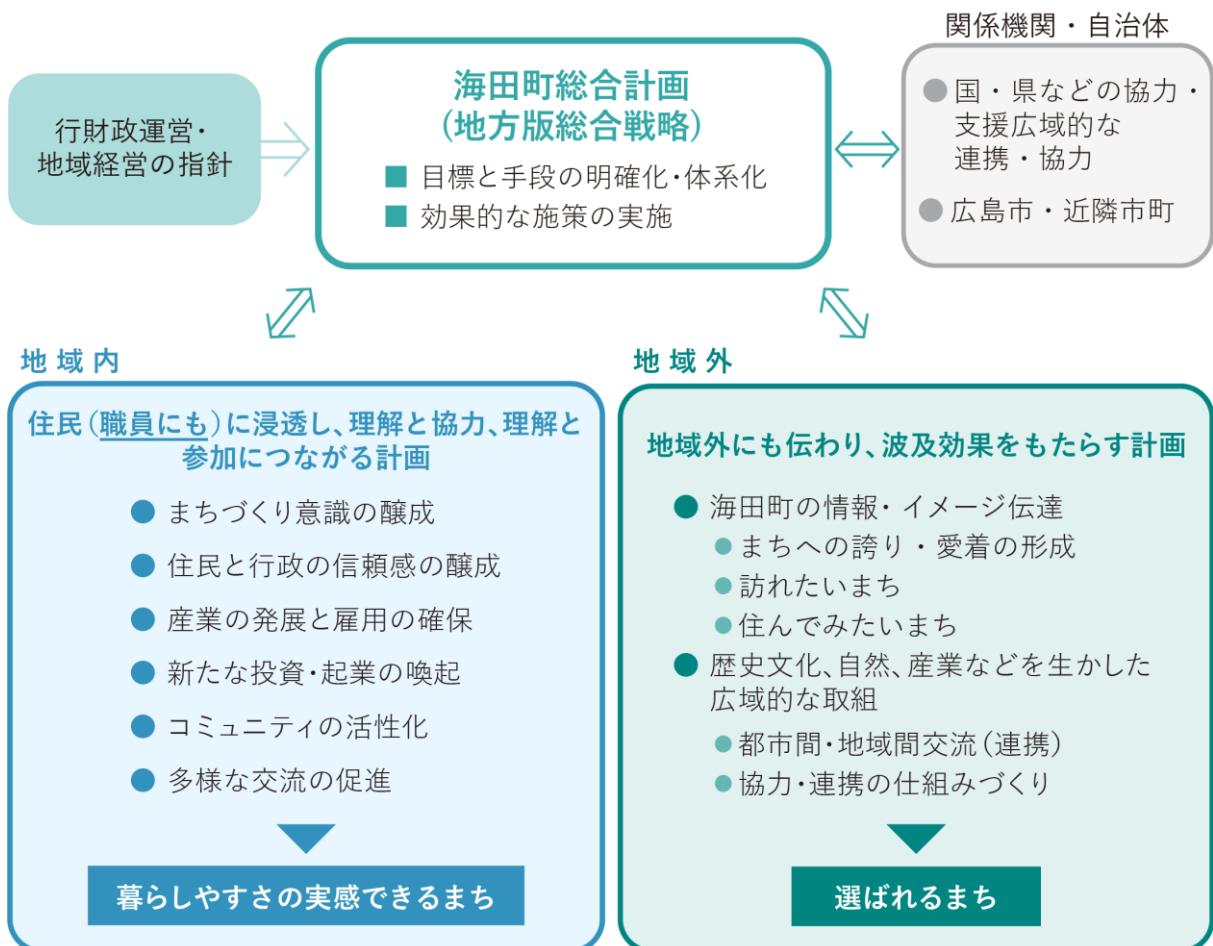 関係機関・自治体
行財政運営・
地域経営の指針
海田町総合計画
(地方版総合戦略)
■ 目標と手段の明確化・体系化
■ 効果的な施策の実施
● 国・県などの協力・
支援広域的な
連携・協力
● 広島市・近隣市町
地域内
住民(職員にも)に浸透し、理解と協力、理解と
参加につながる計画
● まちづくり意識の醸成
● 住民と行政の信頼感の醸成
● 産業の発展と雇用の確保
● 新たな投資・起業の喚起
● コミュニティの活性化
● 多様な交流の促進
暮らしやすさの実感できるまち
地域外
地域外にも伝わり、波及効果をもたらす計画
● 海田町の情報・イメージ伝達
● まちへの誇り・愛着の形成
● 訪れたいまち
● 住んでみたいまち
● 歴史文化、自然、産業などを生かした
広域的な取組
● 都市間・地域間交流(連携)
● 協力・連携の仕組みづくり
選ばれるまち